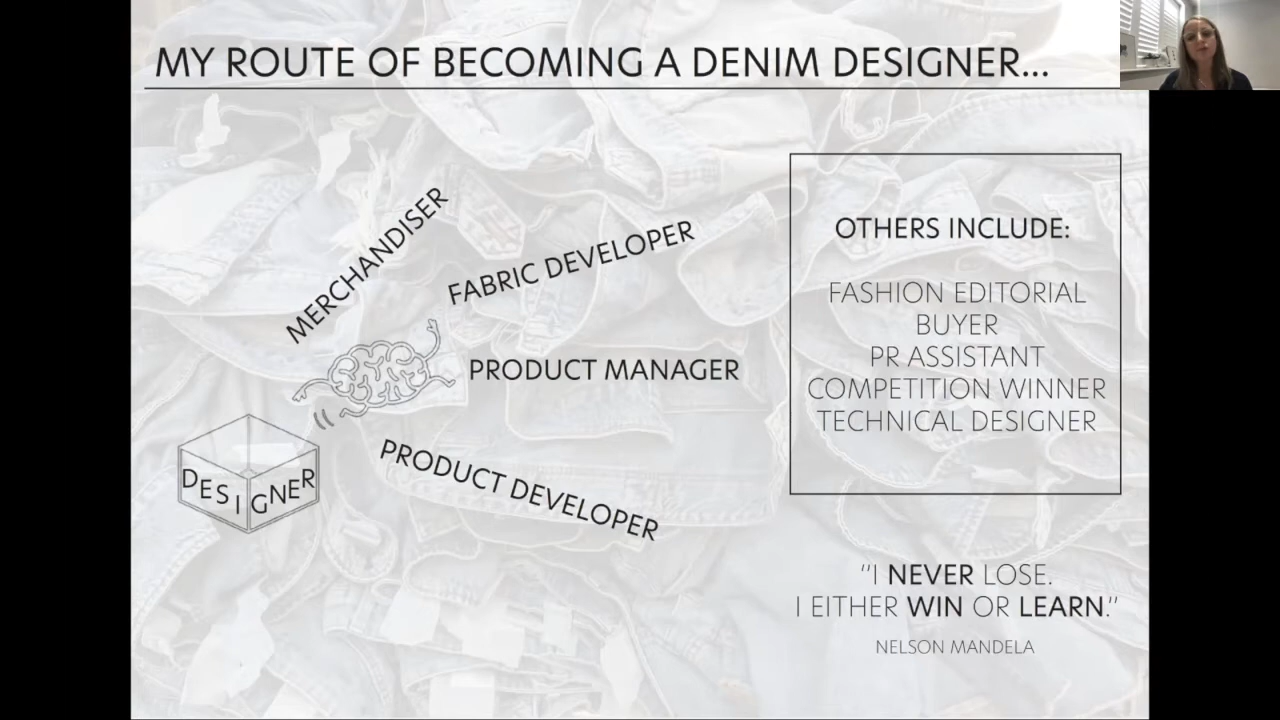 MY ROUTE OF BECOMING A DENIM DESIGNER...
MERCHANDISER
FABRIC DEVELOPER
PRODUCT MANAGER
PRODUCT DEVELOPER
DESIGNER
OTHERS INCLUDE:
FASHION EDITORIAL
BUYER
PR ASSISTANT
COMPETITION WINNER
TECHNICAL DESIGNER
“I NEVER LOSE.
I EITHER WIN OR LEARN.”
NELSON MANDELA